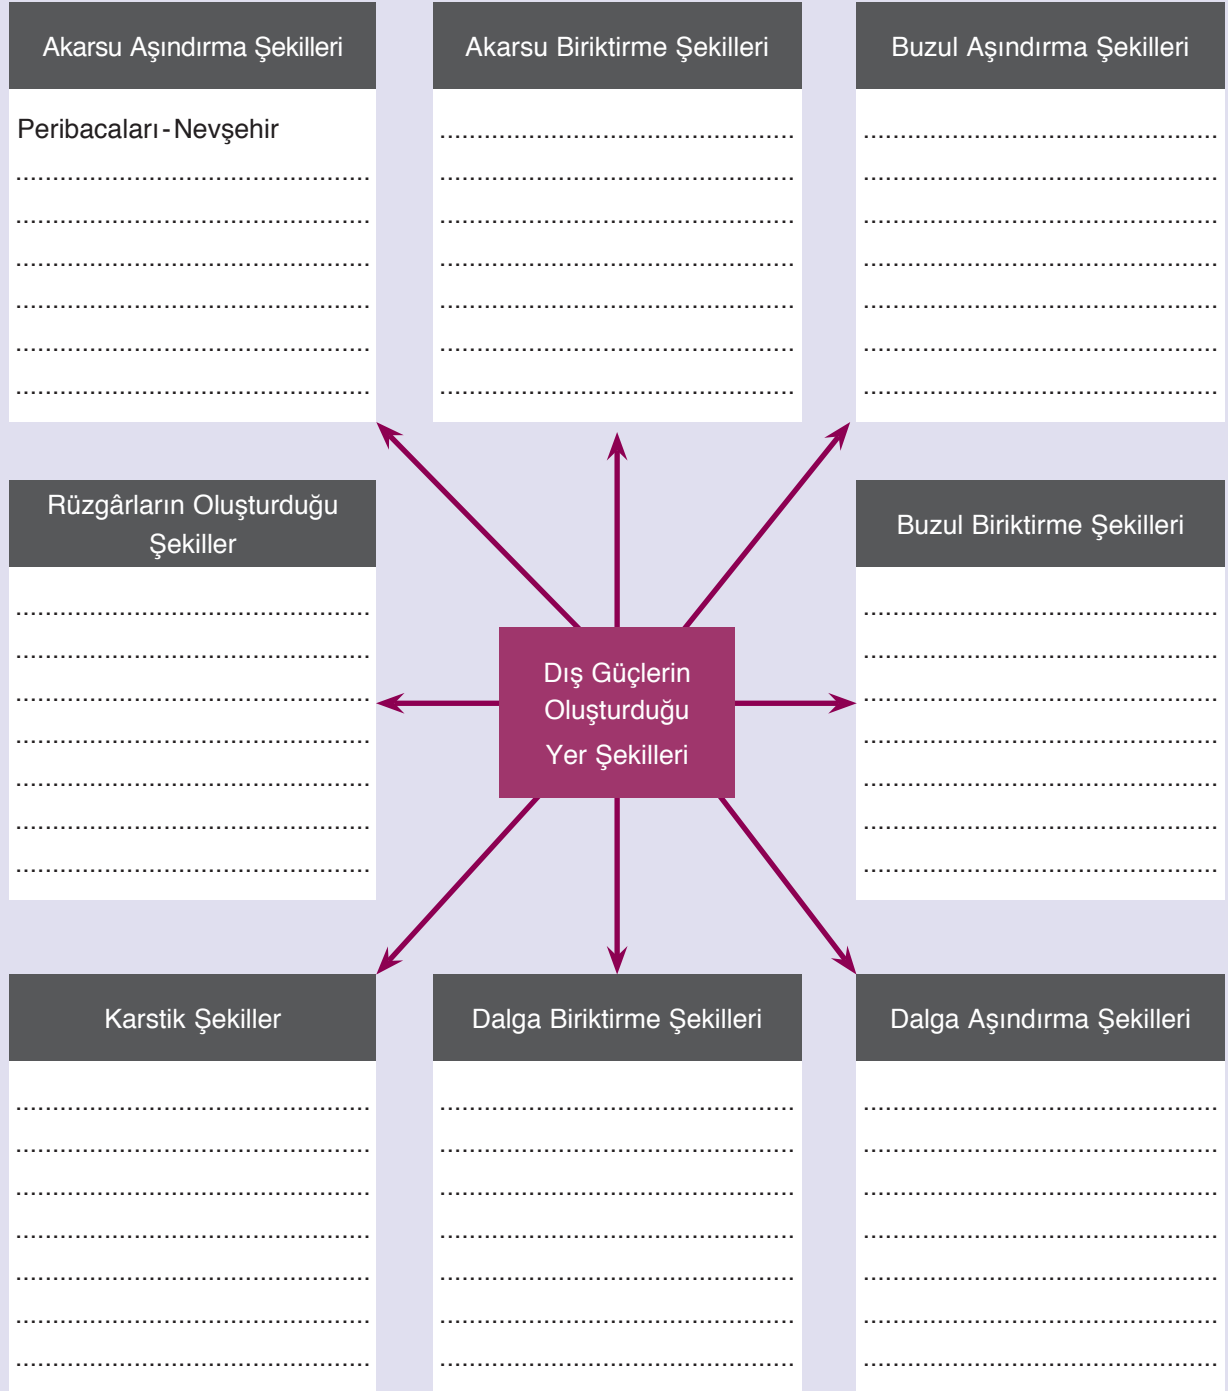 Akarsu Aşındırma Şekilleri
Peribacaları - Nevşehir
Akarsu Biriktirme Şekilleri
Buzul Aşındırma Şekilleri
Rüzgârların Oluşturduğu
Şekiller
Dış Güçlerin
Oluşturduğu
Yer Şekilleri
Buzul Biriktirme Şekilleri
Karstik Şekiller
Dalga Biriktirme Şekilleri
Dalga Aşındırma Şekilleri